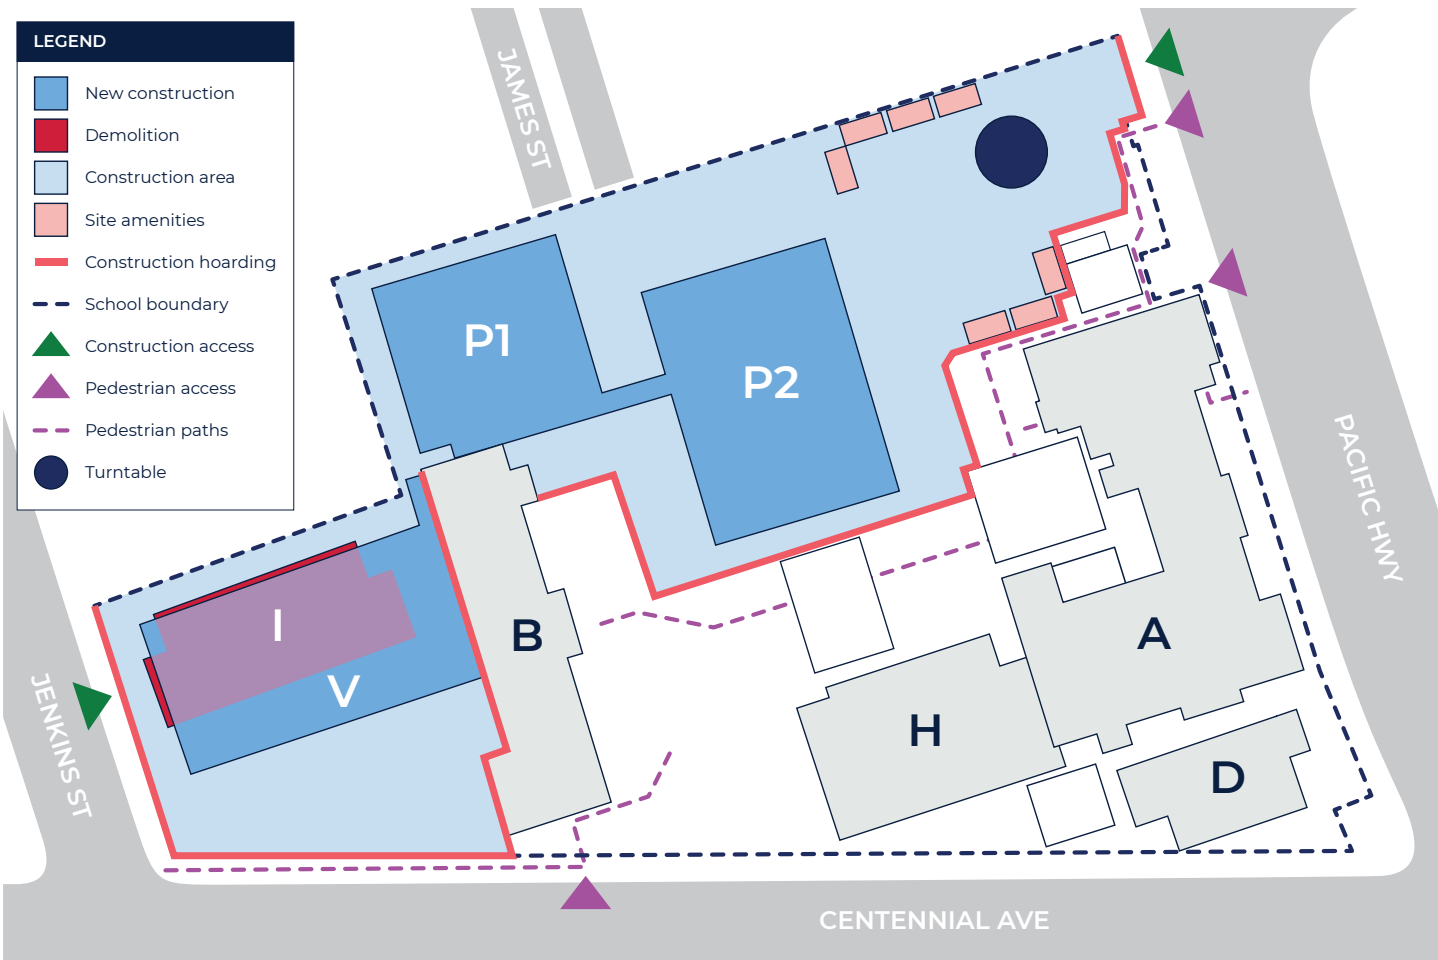 LEGEND
New construction
Demolition
Construction area
Site amenities
Construction hoarding
School boundary
Construction access
Pedestrian access
Pedestrian paths
Turntable
JAMES ST
P1
P2
PACIFIC HWY
I
V
B
A
H
D
JENKINS ST
CENTENNIAL AVE